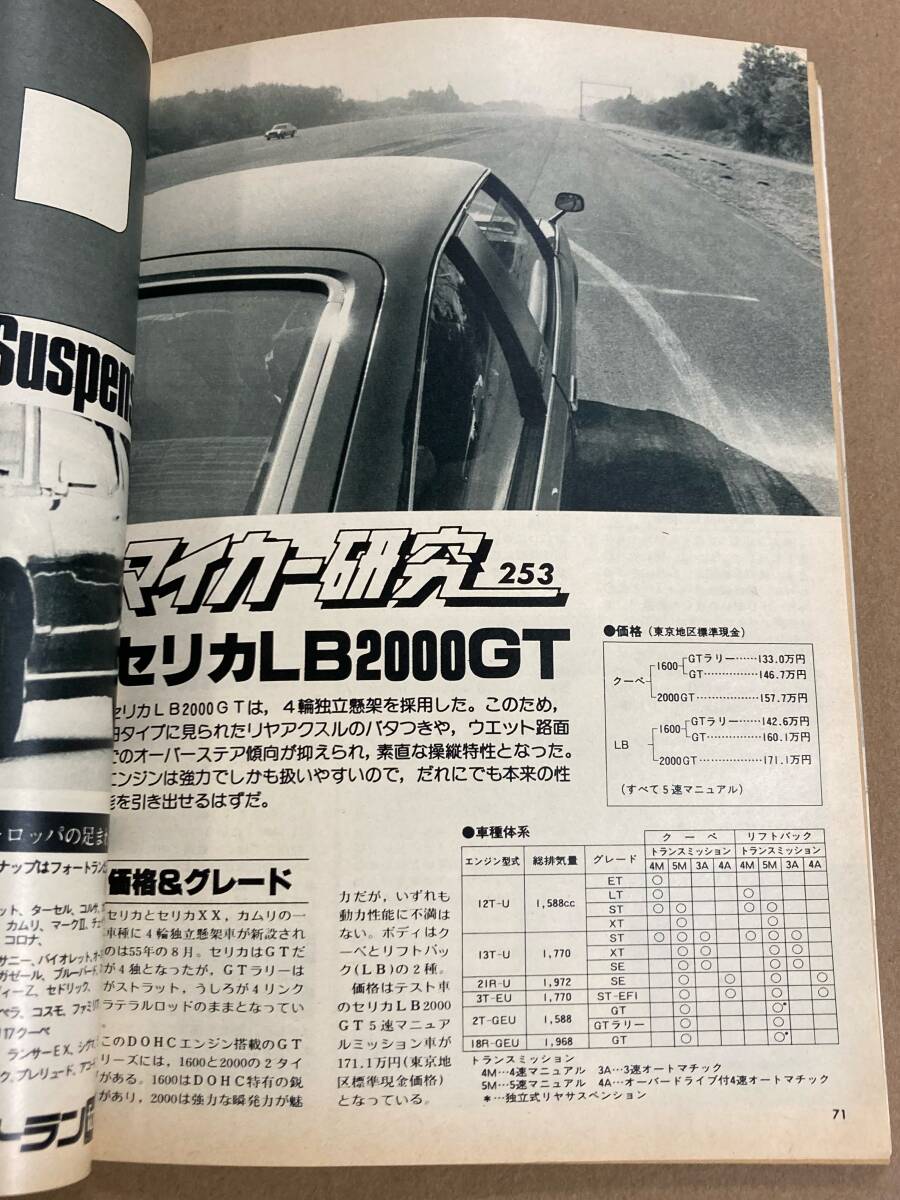 Suspens
ロッパの足ま
ナップはフォートラン
ット、ターセル、コルサ、
カムリ、マークII、チェ
コロナ、
サニー、バイオレット、オー
ガゼール、ブルーバード、
フィーZ、セドリック、
ペラ、コスモ、ファミリア
117クーペ
ランサーEX、シグマ
ク、プレリュード、アコー
ートラン
マイカー研究 253
セリカLB2000GT
セリカLB2000GTは，4輪独立懸架を採用した。このため，
旧タイプに見られたリヤアクスルのバタつきや，ウエット路面
でのオーバーステア傾向が抑えられ，素直な操縦特性となった。
エンジンは強力でしかも扱いやすいので，だれにでも本来の性
能を引き出せるはずだ。
●価格（東京地区標準現金）
クーペ
1600
GTラリー……133.0万円
GT……146.7万円
2000GT……157.7万円
LB
1600
GTラリー……142.6万円
GT……160.1万円
2000GT……171.1万円
（すべて5速マニュアル）
価格&グレード
セリカとセリカXX，カムリの一
車種に4輪独立懸架車が新設され
のは55年の8月。セリカはGTだ
が4独となったが，GTラリーは
がストラット，うしろが4リンク
ラテラルロッドのままとなってい
このDOHCエンジン搭載のGT
リーズには，1600と2000の2タイ
がある。1600はDOHC特有の鋭
があり，2000は強力な瞬発力が魅
力だが，いずれも
動力性能に不満は
ない。ボディはク
ーペとリフトバッ
ク(LB)の2種。
価格はテスト車
のセリカLB2000
GT5速マニュア
ルミッション車が
171.1万円(東京地
区標準現金価格)
となっている。
●車種体系
エンジン型式 総排気量 グレード クーペ リフトバック
トランスミッション トランスミッション
4M 5M 3A 4A 4M 5M 3A 4A
12T-U 1,588cc
ET ○
LT ○ ○
ST ○ ○ ○ ○
XT ○ ○
13T-U 1,770
ST ○ ○ ○ ○ ○ ○
XT ○ ○ ○ ○
SE ○ ○ ○ ○
21R-U 1,972 SE ○ ○ ○ ○
3T-EU 1,770 ST-EFI ○ ○ ○ ○
2T-GEU 1,588
GT ○ ○*
GTラリー ○ ○
18R-GEU 1,968 GT ○ ○*
トランスミッション
4M…4速マニュアル 3A…3速オートマチック
5M…5速マニュアル 4A…オーバードライブ付4速オートマチック
*…独立式リヤサスペンション
71